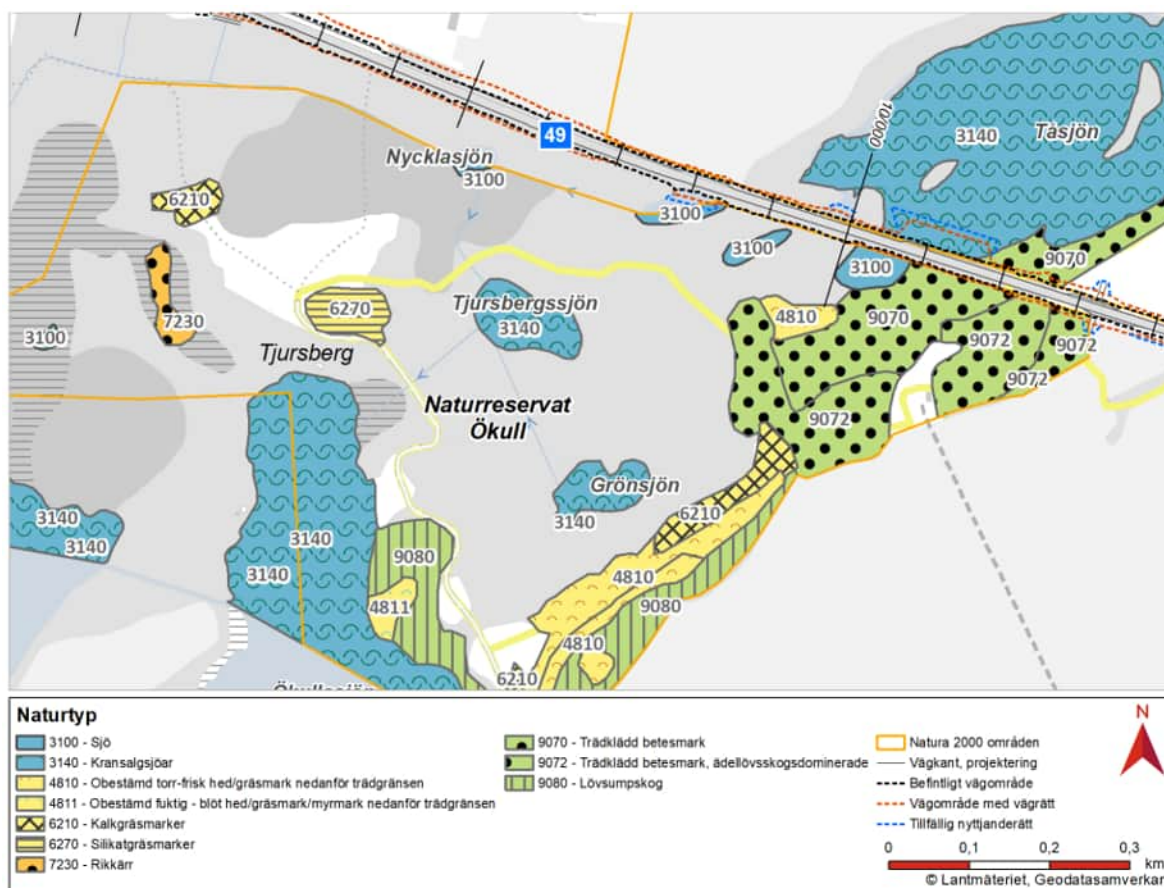 10/000
3140
Tåsjön
49
Nycklasjön
3100
3100
3100
3100
9070
6210
6270
Tjursbergssjön
3140
4810
9070
9072
9072
9072
9072
7230
3100
Tjursberg
Naturreservat
Ökull
Grönsjön
3140
6210
3140
3140
3140
3140
9080
4810
4811
9080
4810
6210
Ökullssjön
Naturtyp
3100 - Sjö
3140 - Kransalgsjöar
4810 - Obestämd torr-frisk hed/gräsmark nedanför trädgränsen
4811 - Obestämd fuktig - blöt hed/gräsmark/myrmark nedanför trädgränsen
6210 - Kalkgräsmarker
6270 - Silikatgräsmarker
7230 - Rikkärr
9070 - Trädklädd betesmark
9072 - Trädklädd betesmark, ädellövsskogsdominerade
9080 - Lövsumpskog
Natura 2000 områden
Vägkant, projektering
Befintligt vägområde
Vägområde med vägrätt
Tillfällig nyttjanderätt
N
0 0,1 0,2 0,3
km
© Lantmäteriet, Geodatasamverkan